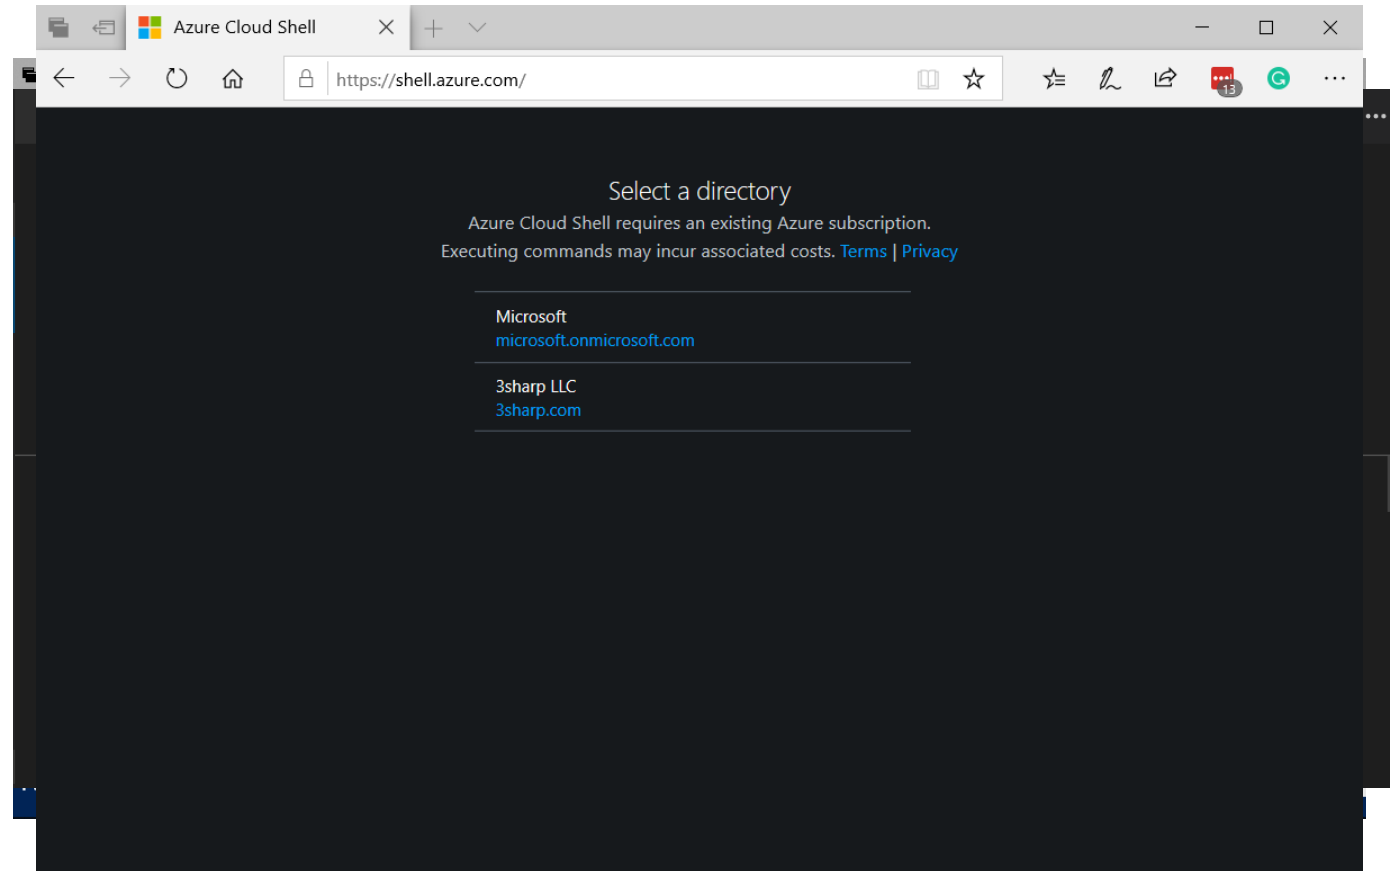 Azure Cloud Shell
https://shell.azure.com/
13
Select a directory
Azure Cloud Shell requires an existing Azure subscription.
Executing commands may incur associated costs. Terms | Privacy
Microsoft
microsoft.onmicrosoft.com
3sharp LLC
3sharp.com